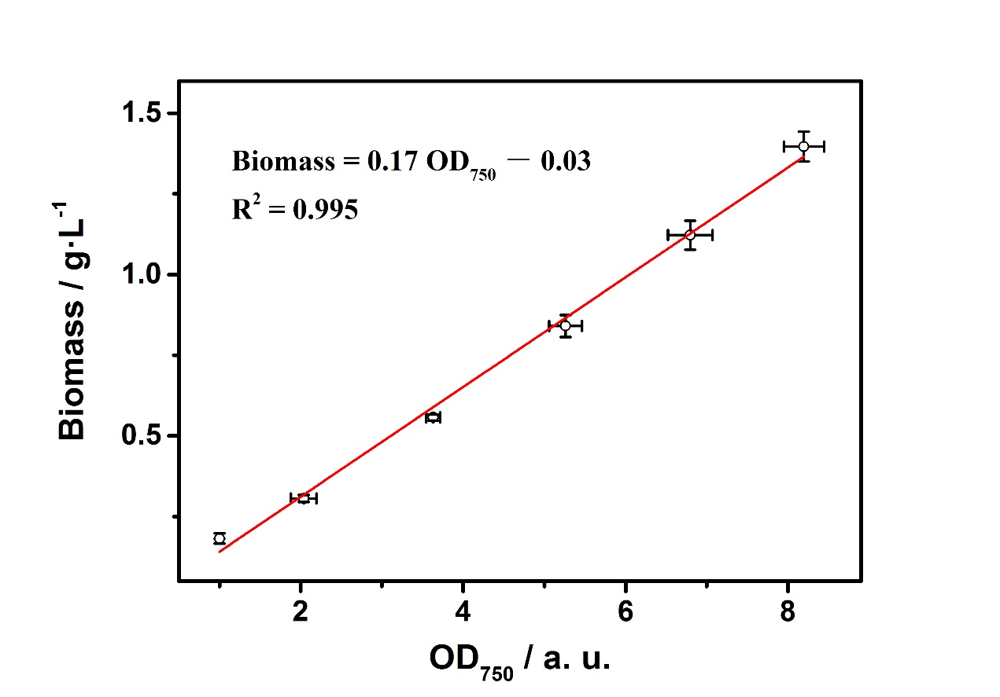 Biomass = 0.17 OD₇₅₀ — 0.03
R² = 0.995
Biomass / g·L⁻¹
1.5
1.0
0.5
2 4 6 8
OD₇₅₀ / a. u.